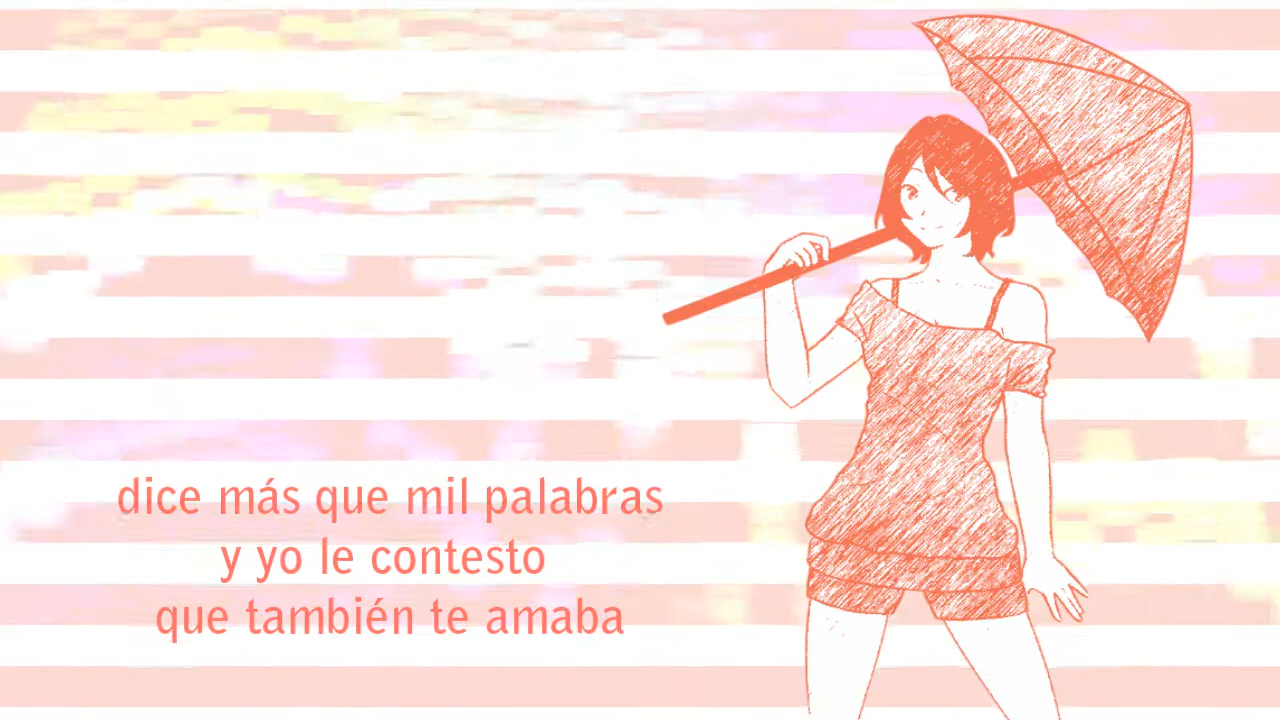 dice más que mil palabras
y yo le contesto
que también te amaba